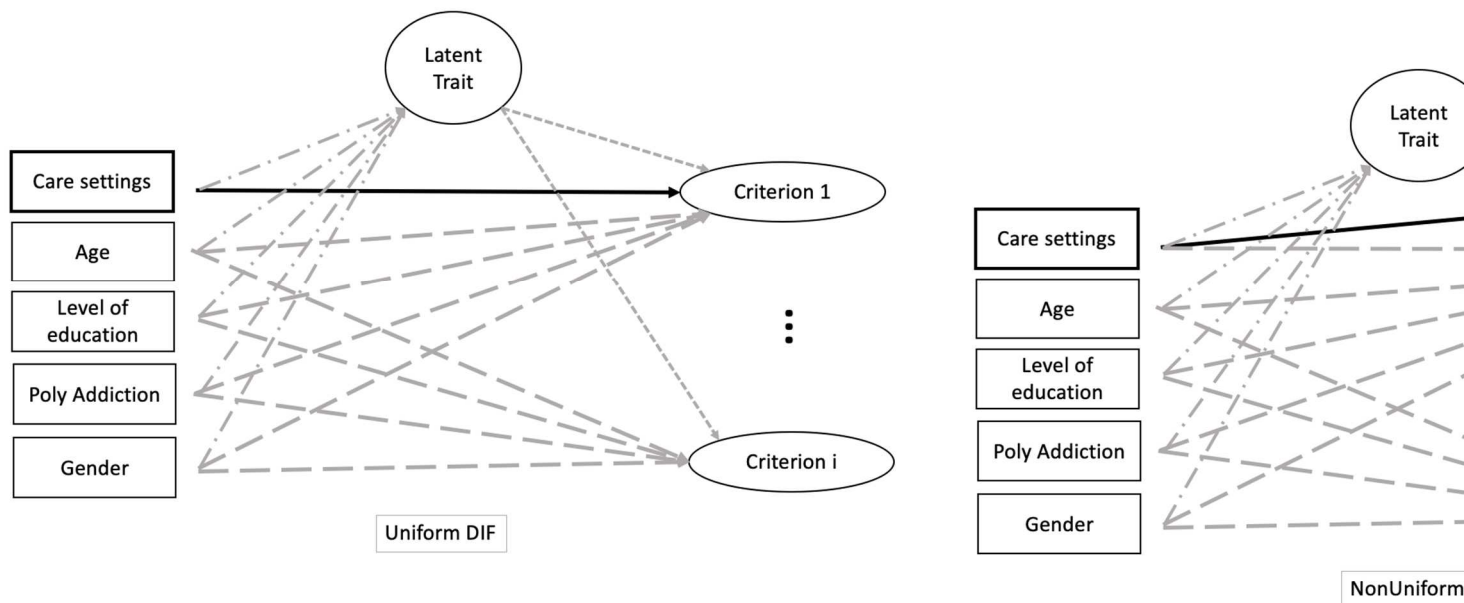 Latent
Trait
Care settings
Criterion 1
Age
Level of
education
Poly Addiction
Gender
Criterion i
Uniform DIF
Latent
Trait
Care settings
Age
Level of
education
Poly Addiction
Gender
NonUniform